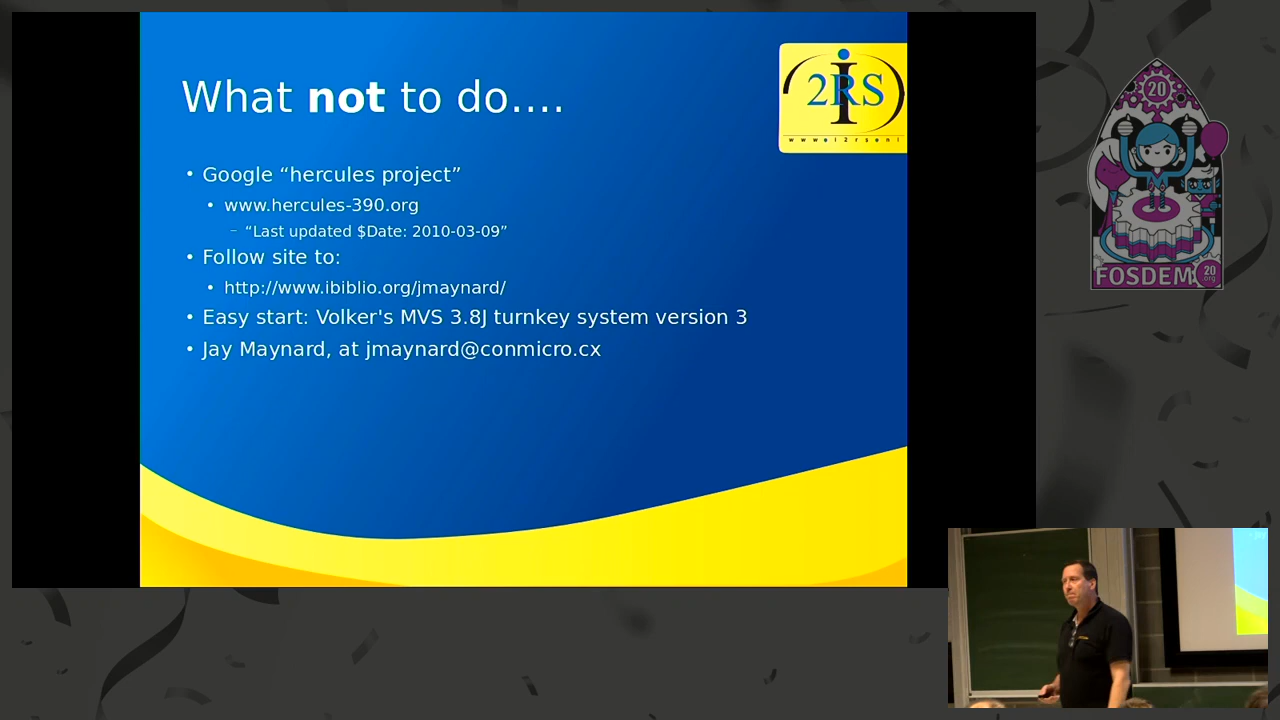 What not to do....
2RS
i
wwwi2rsonl
• Google “hercules project”
• www.hercules-390.org
– “Last updated $Date: 2010-03-09”
• Follow site to:
• http://www.ibiblio.org/jmaynard/
• Easy start: Volker's MVS 3.8J turnkey system version 3
• Jay Maynard, at jmaynard@conmicro.cx
20
FOSDEM
20
.org